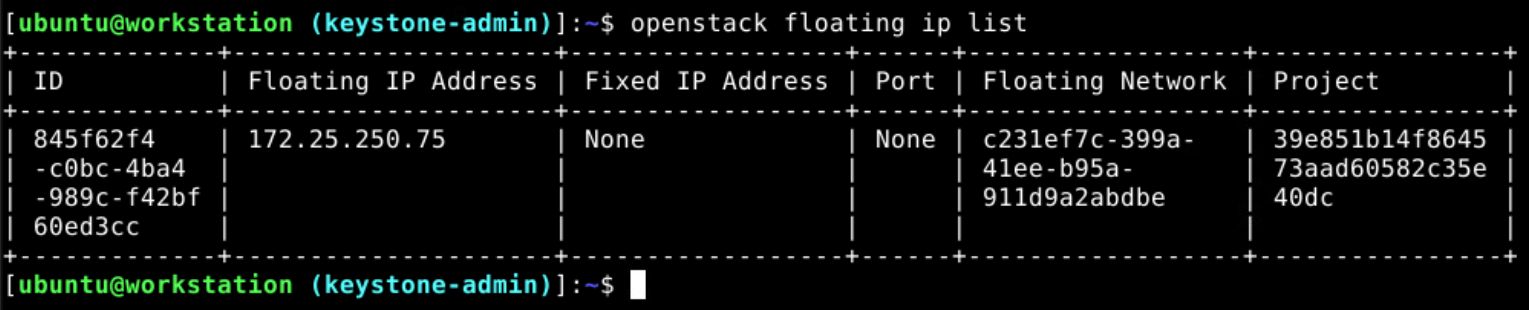 [ubuntu@workstation (keystone-admin)]:~$ openstack floating ip list
+-------------+---------------------+------------------+------+------------------+----------------+
| ID          | Floating IP Address | Fixed IP Address | Port | Floating Network | Project        |
+-------------+---------------------+------------------+------+------------------+----------------+
| 845f62f4    | 172.25.250.75       | None             | None | c231ef7c-399a-   | 39e851b14f8645 |
| -c0bc-4ba4  |                     |                  |      | 41ee-b95a-       | 73aad60582c35e |
| -989c-f42bf |                     |                  |      | 911d9a2abdbe     | 40dc           |
| 60ed3cc     |                     |                  |      |                  |                |
+-------------+---------------------+------------------+------+------------------+----------------+
[ubuntu@workstation (keystone-admin)]:~$